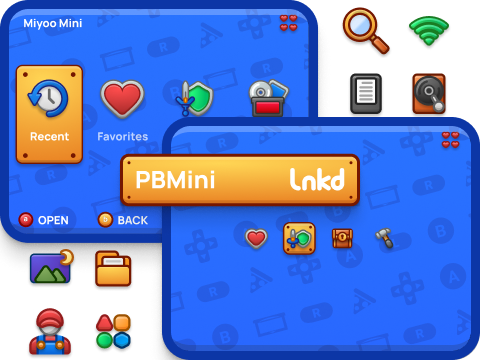 Miyoo Mini
Recent
Favorites
PBMini
lnkd
a OPEN
b BACK
R
R
R
R
R
B
A
B
A